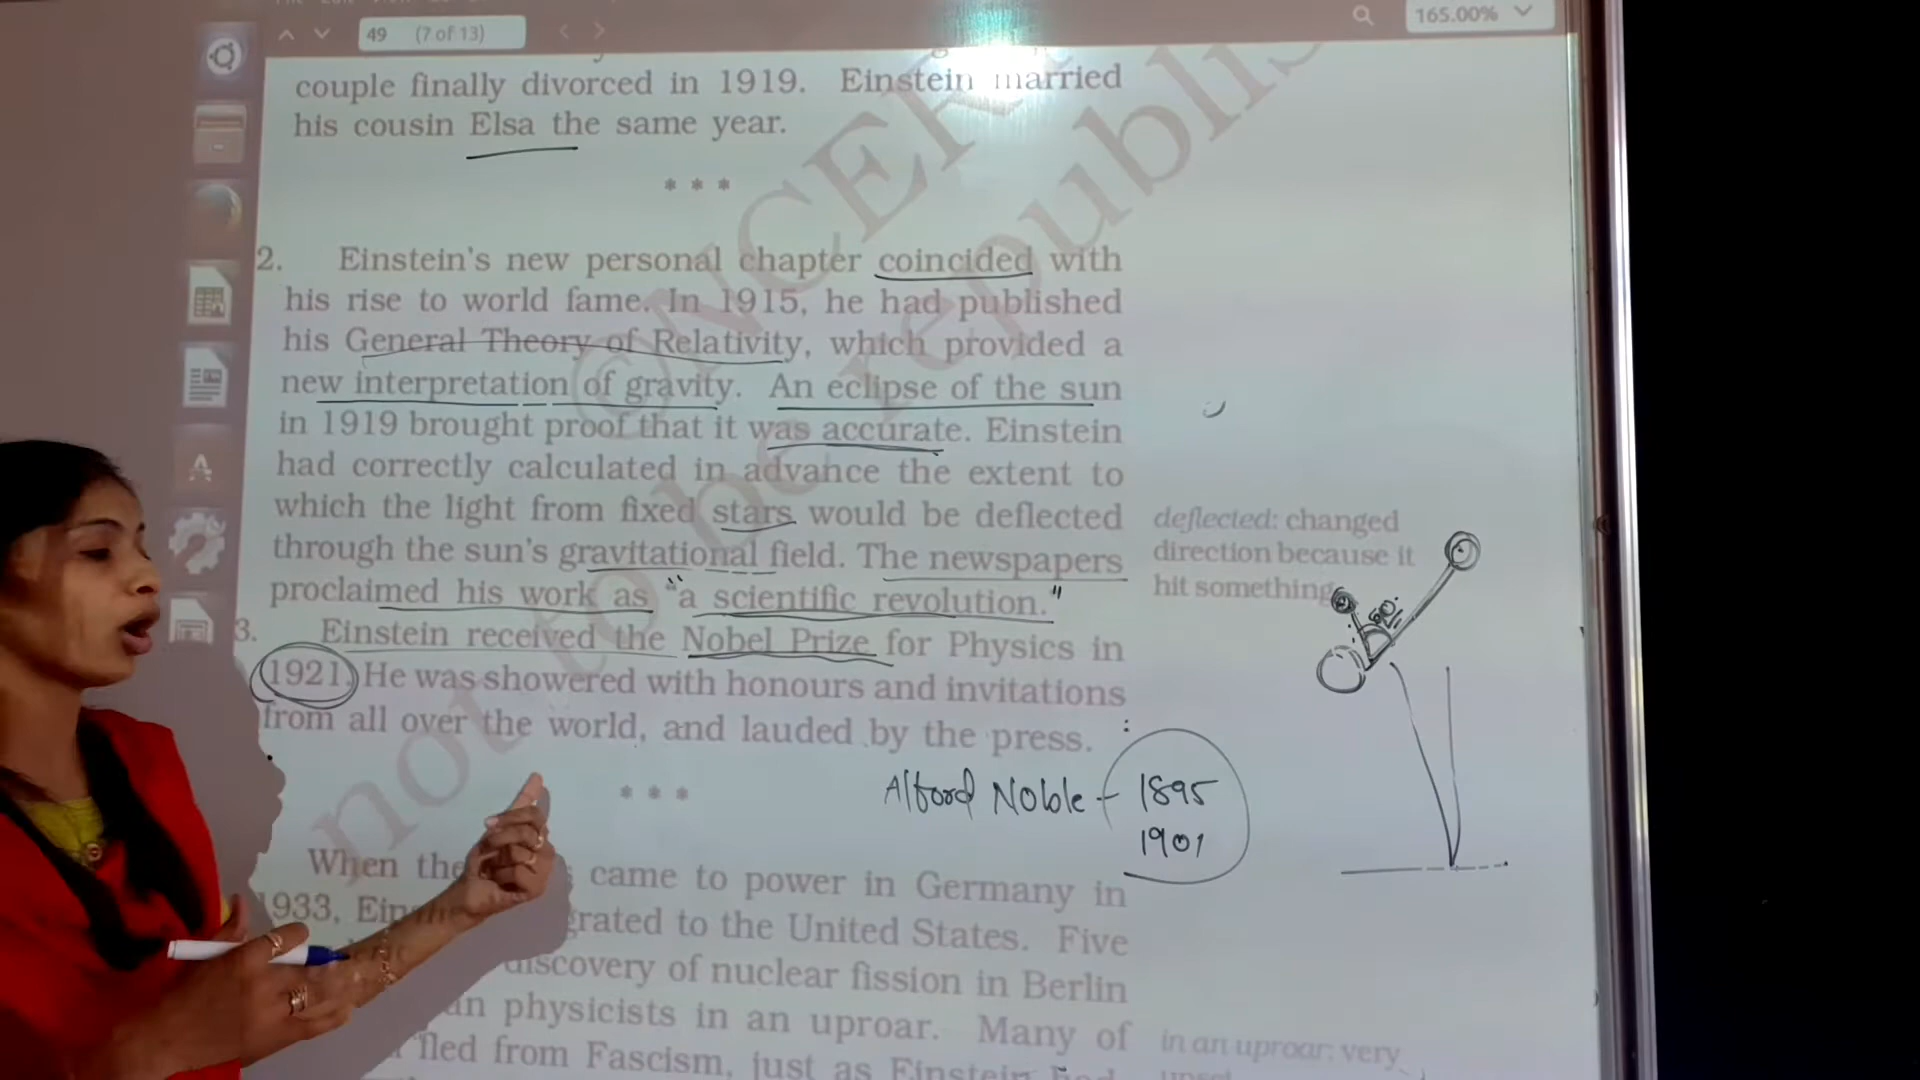 49 (7 of 13)
165.00%
couple finally divorced in 1919. Einstein married
his cousin Elsa the same year.
* * *
2. Einstein's new personal chapter coincided with
his rise to world fame. In 1915, he had published
his General Theory of Relativity, which provided a
new interpretation of gravity. An eclipse of the sun
in 1919 brought proof that it was accurate. Einstein
had correctly calculated in advance the extent to
which the light from fixed stars would be deflected
through the sun's gravitational field. The newspapers
proclaimed his work as "a scientific revolution."
deflected: changed
direction because it
hit something
3. Einstein received the Nobel Prize for Physics in
1921. He was showered with honours and invitations
from all over the world, and lauded by the press.
* * *
Alford Noble - 1895
1901
When the came to power in Germany in
1933, grated to the United States. Five
discovery of nuclear fission in Berlin
physicists in an uproar. Many of
fled from Fascism, just as Einstein had
in an uproar: very
upset
©NCERT
not to be republis